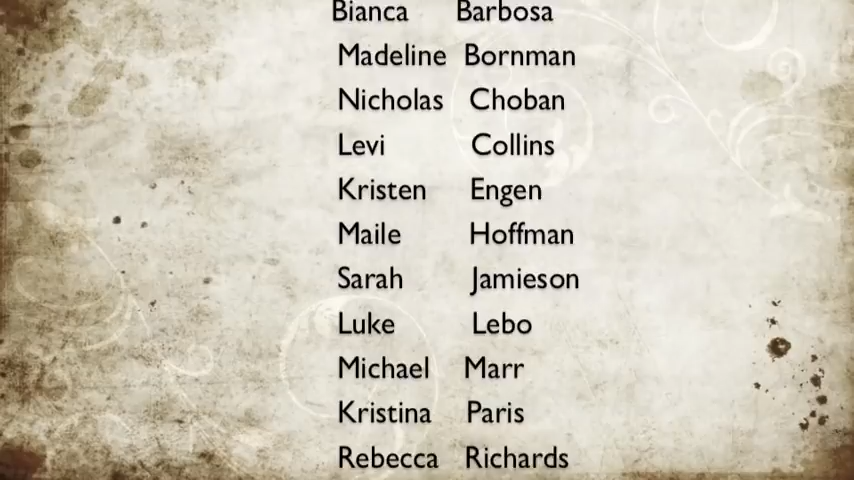 Bianca Barbosa
Madeline Bornman
Nicholas Choban
Levi Collins
Kristen Engen
Maile Hoffman
Sarah Jamieson
Luke Lebo
Michael Marr
Kristina Paris
Rebecca Richards